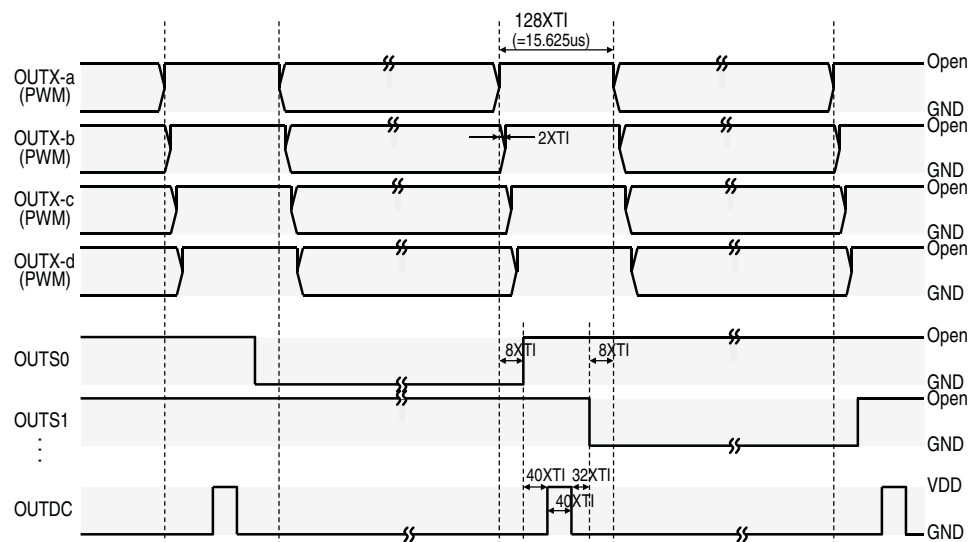 128XTI
(=15.625us)
OUTX-a
(PWM)
Open
GND
OUTX-b
(PWM)
2XTI
Open
GND
OUTX-c
(PWM)
Open
GND
OUTX-d
(PWM)
Open
GND
OUTS0
8XTI
8XTI
Open
GND
OUTS1
Open
GND
40XTI
32XTI
40XTI
OUTDC
VDD
GND